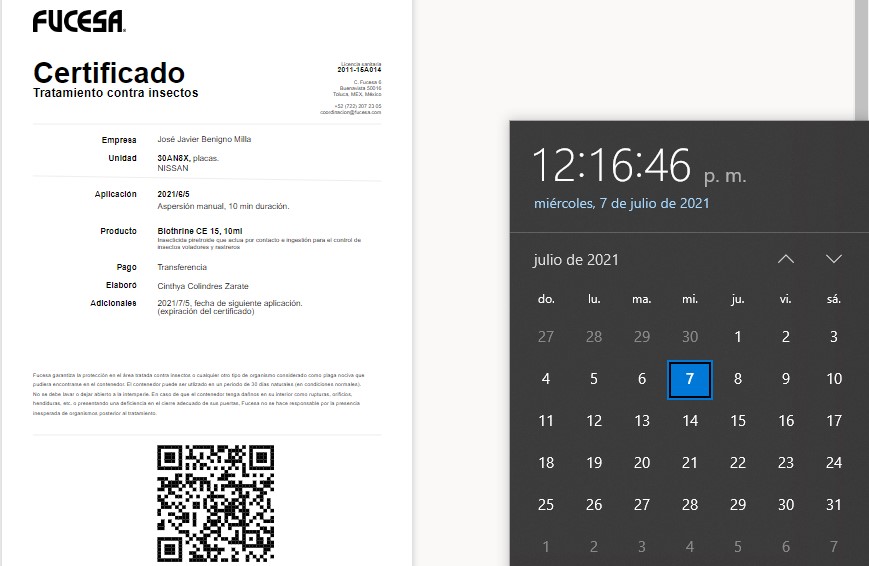 FUCESA
Certificado
Tratamiento contra insectos
Licencia sanitaria
2011-15A014
C. Fucesa 6
Buenavista 50016
Toluca, MEX. México
+52 (722) 207 23 05
coordinacion@fucesa.com
Empresa José Javier Benigno Milla
Unidad 30AN8X, placas.
NISSAN
Aplicación 2021/6/5
Aspersión manual, 10 min duración.
Producto Biothrine CE 15, 10ml
Insecticida piretroide que actua por contacto e ingestión para el control de
insectos voladores y rastreros
Pago Transferencia
Elaboró Cinthya Colindres Zarate
Adicionales 2021/7/5, fecha de siguiente aplicación.
(expiración del certificado)
Fucesa garantiza la protección en el área tratada contra insectos o cualquier otro tipo de organismo considerado como plaga nociva que
pudiera encontrarse en el contenedor. El contenedor puede ser utilizado en un periodo de 30 días naturales (en condiciones normales).
No se debe lavar o dejar abierto a la intemperie. En caso de que el contenedor tenga daños en su interior como rupturas, orificios,
hendiduras, etc. o presentando una deficiencia en el cierre adecuado de sus puertas, Fucesa no se hace responsable por la presencia
inesperada de organismos posterior al tratamiento.
12:16:46 p. m.
miércoles, 7 de julio de 2021
julio de 2021
do. lu. ma. mi. ju. vi. sá.
27 28 29 30 1 2 3
4 5 6 7 8 9 10
11 12 13 14 15 16 17
18 19 20 21 22 23 24
25 26 27 28 29 30 31
1 2 3 4 5 6 7